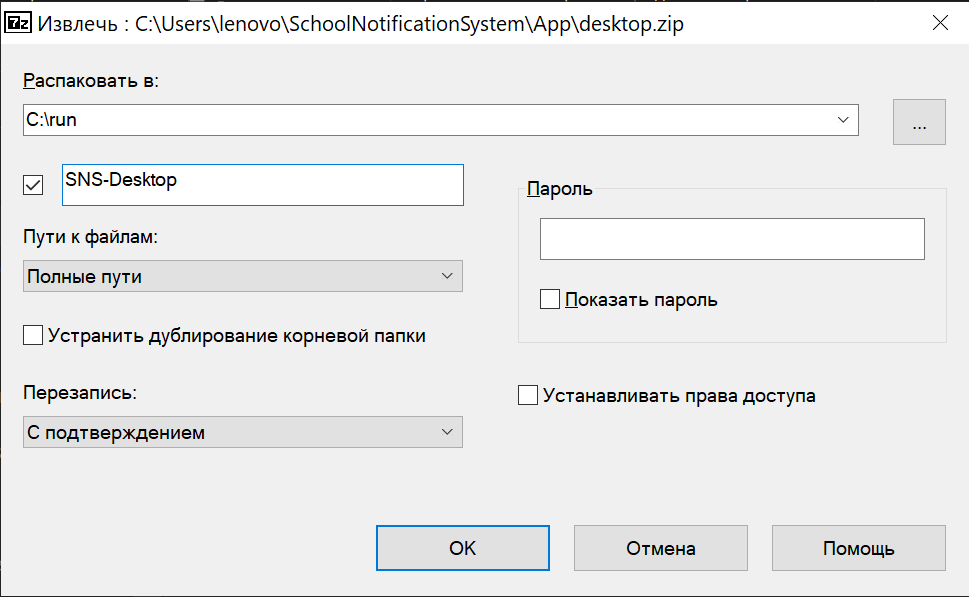 7z Извлечь : C:\Users\lenovo\SchoolNotificationSystem\App\desktop.zip
Распаковать в:
C:\run
...
SNS-Desktop
Пароль
Пути к файлам:
Полные пути
Показать пароль
Устранить дублирование корневой папки
Перезапись:
Устанавливать права доступа
С подтверждением
OK
Отмена
Помощь